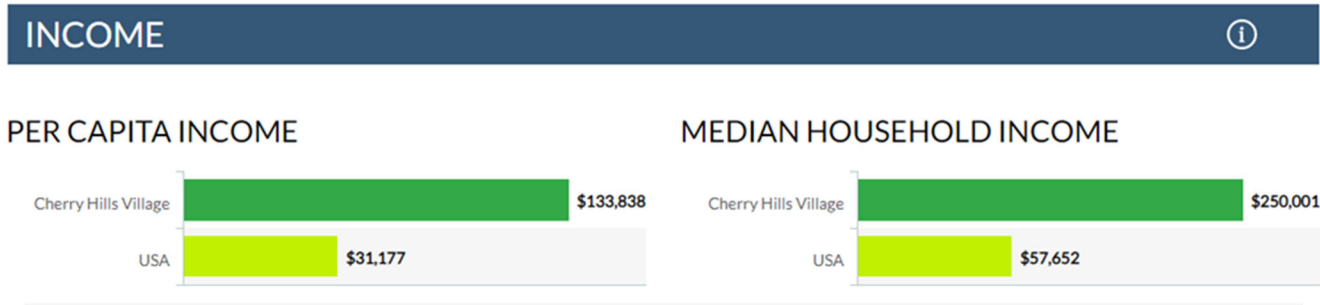 INCOME
PER CAPITA INCOME
Cherry Hills Village $133,838
USA $31,177
MEDIAN HOUSEHOLD INCOME
Cherry Hills Village $250,001
USA $57,652